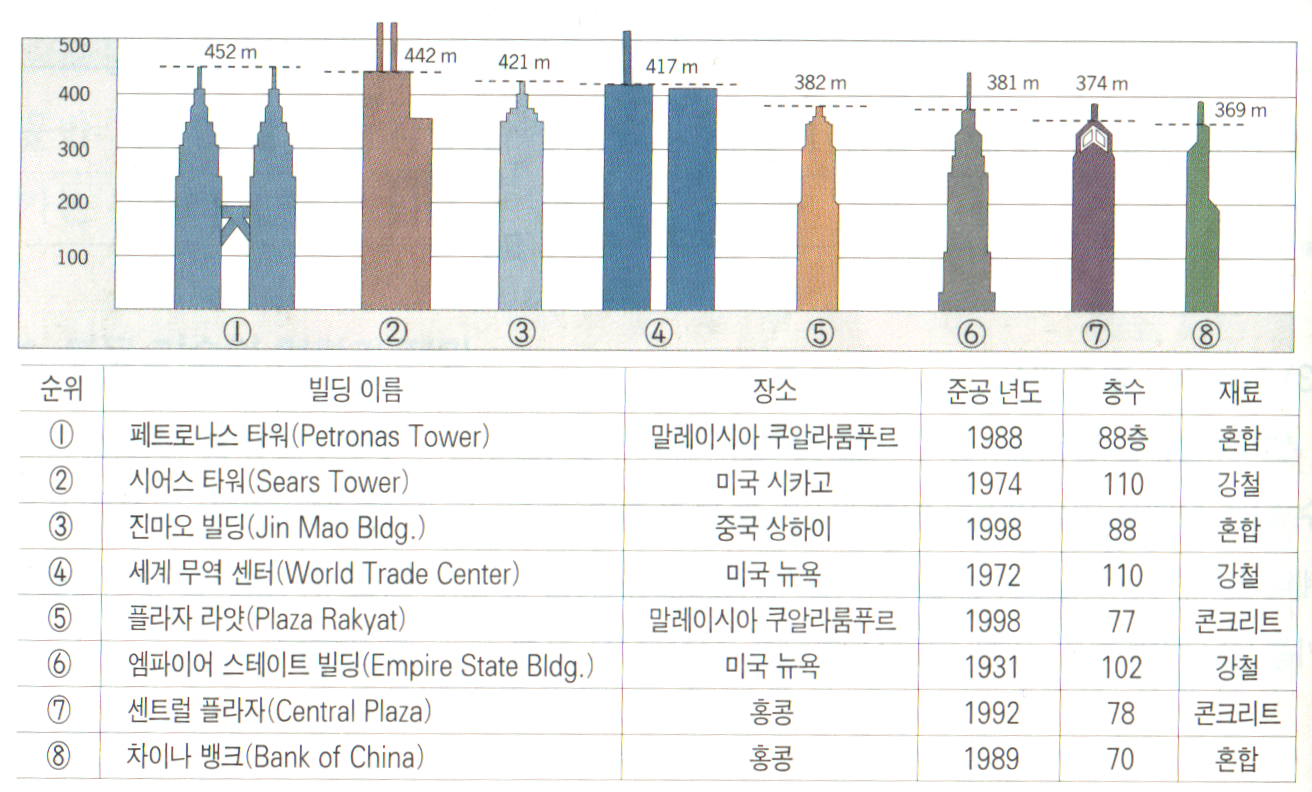 500
400
300
200
100
452 m
442 m
421 m
417 m
382 m
381 m
374 m
369 m
① ② ③ ④ ⑤ ⑥ ⑦ ⑧
순위 빌딩 이름 장소 준공 년도 층수 재료
① 페트로나스 타워(Petronas Tower) 말레이시아 쿠알라룸푸르 1988 88층 혼합
② 시어스 타워(Sears Tower) 미국 시카고 1974 110 강철
③ 진마오 빌딩(Jin Mao Bldg.) 중국 상하이 1998 88 혼합
④ 세계 무역 센터(World Trade Center) 미국 뉴욕 1972 110 강철
⑤ 플라자 라얏(Plaza Rakyat) 말레이시아 쿠알라룸푸르 1998 77 콘크리트
⑥ 엠파이어 스테이트 빌딩(Empire State Bldg.) 미국 뉴욕 1931 102 강철
⑦ 센트럴 플라자(Central Plaza) 홍콩 1992 78 콘크리트
⑧ 차이나 뱅크(Bank of China) 홍콩 1989 70 혼합